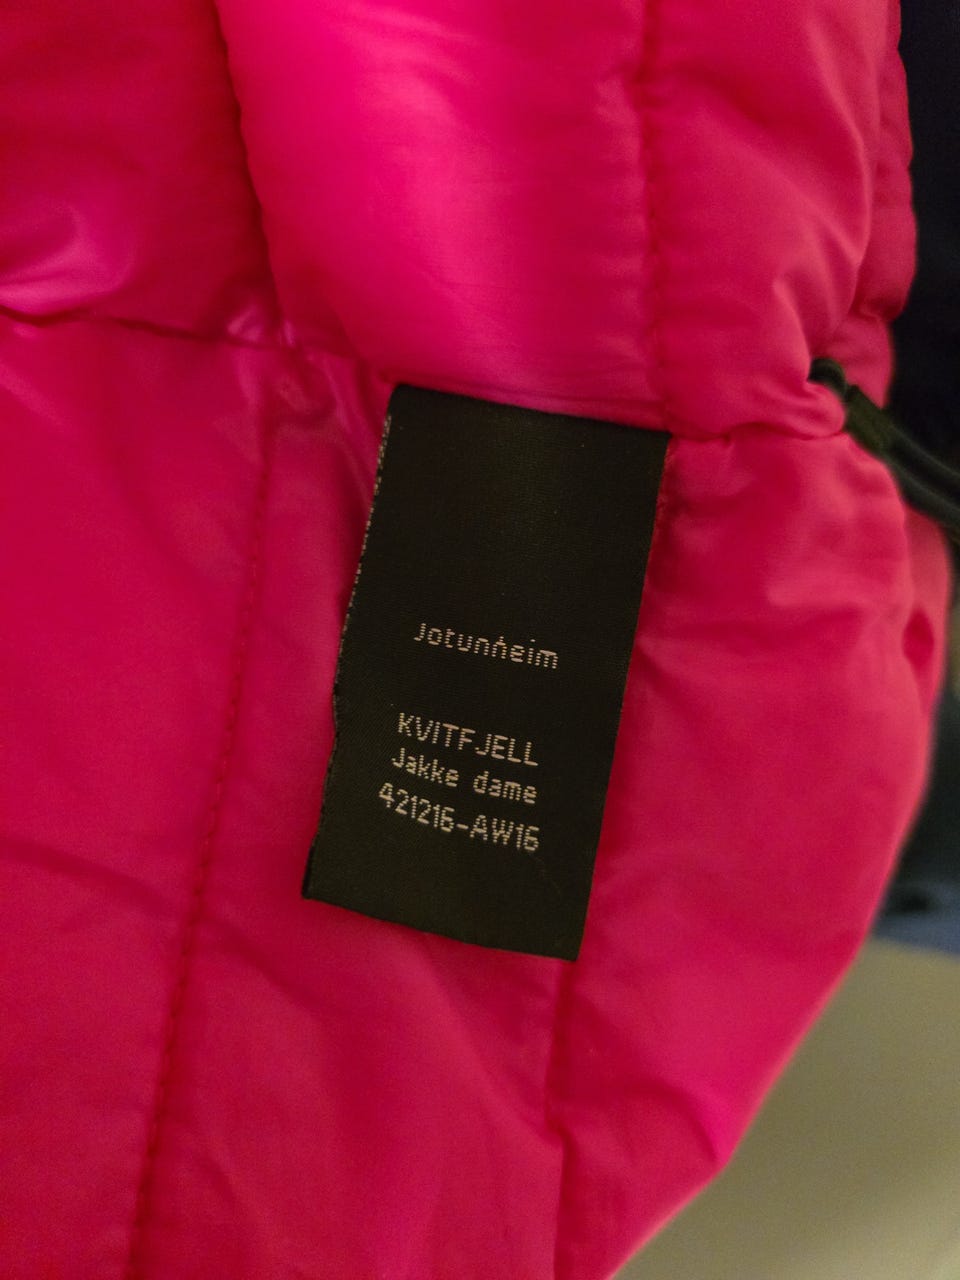 Jotunheim
KVITFJELL
Jakke dame
421216-AW16